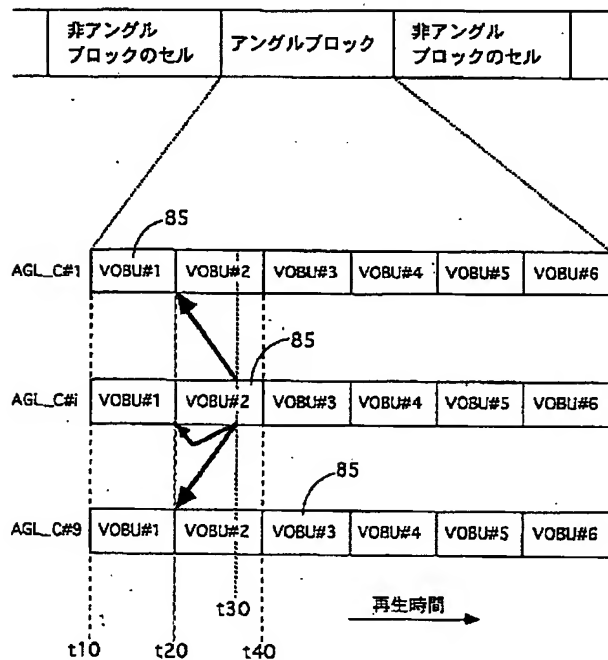 非アングル
ブロックのセル
アングルブロック
非アングル
ブロックのセル
85
AGL_C#1 VOBU#1 VOBU#2 VOBU#3 VOBU#4 VOBU#5 VOBU#6
85
AGL_C#i VOBU#1 VOBU#2 VOBU#3 VOBU#4 VOBU#5 VOBU#6
85
AGL_C#9 VOBU#1 VOBU#2 VOBU#3 VOBU#4 VOBU#5 VOBU#6
t10 t20 t30 t40 再生時間